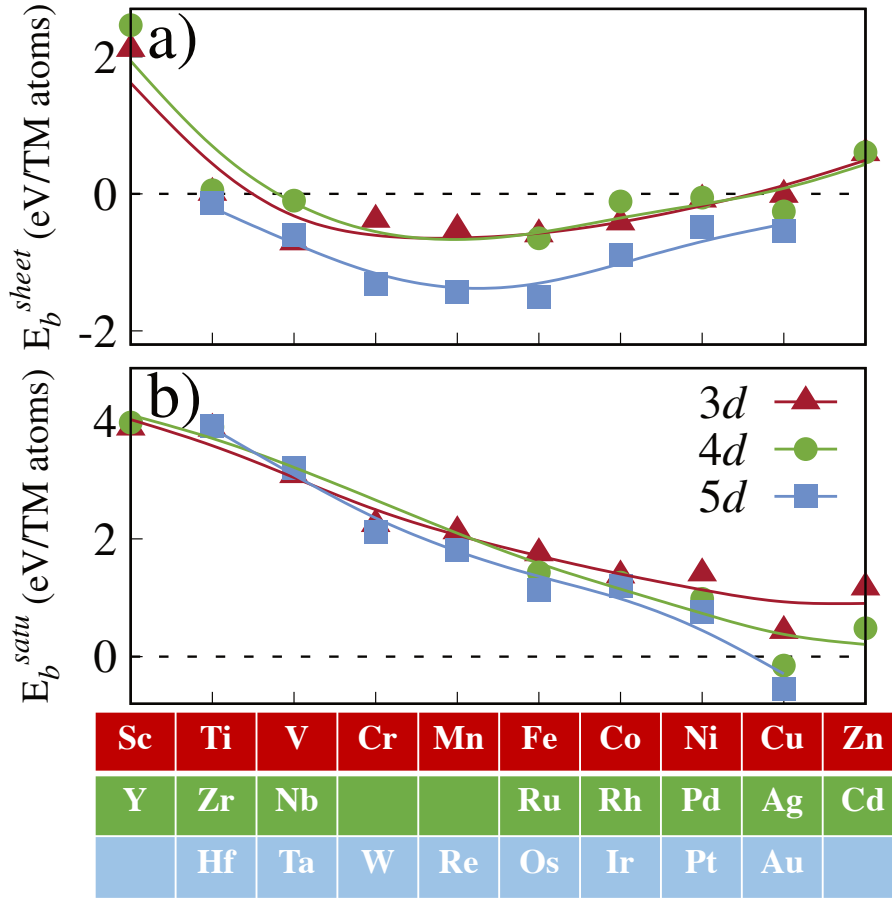 a)
E_b^sheet (eV/TM atoms)
2
0
-2
b)
E_b^satu (eV/TM atoms)
4
2
0
3d
4d
5d
Sc Ti V Cr Mn Fe Co Ni Cu Zn
Y Zr Nb Ru Rh Pd Ag Cd
Hf Ta W Re Os Ir Pt Au